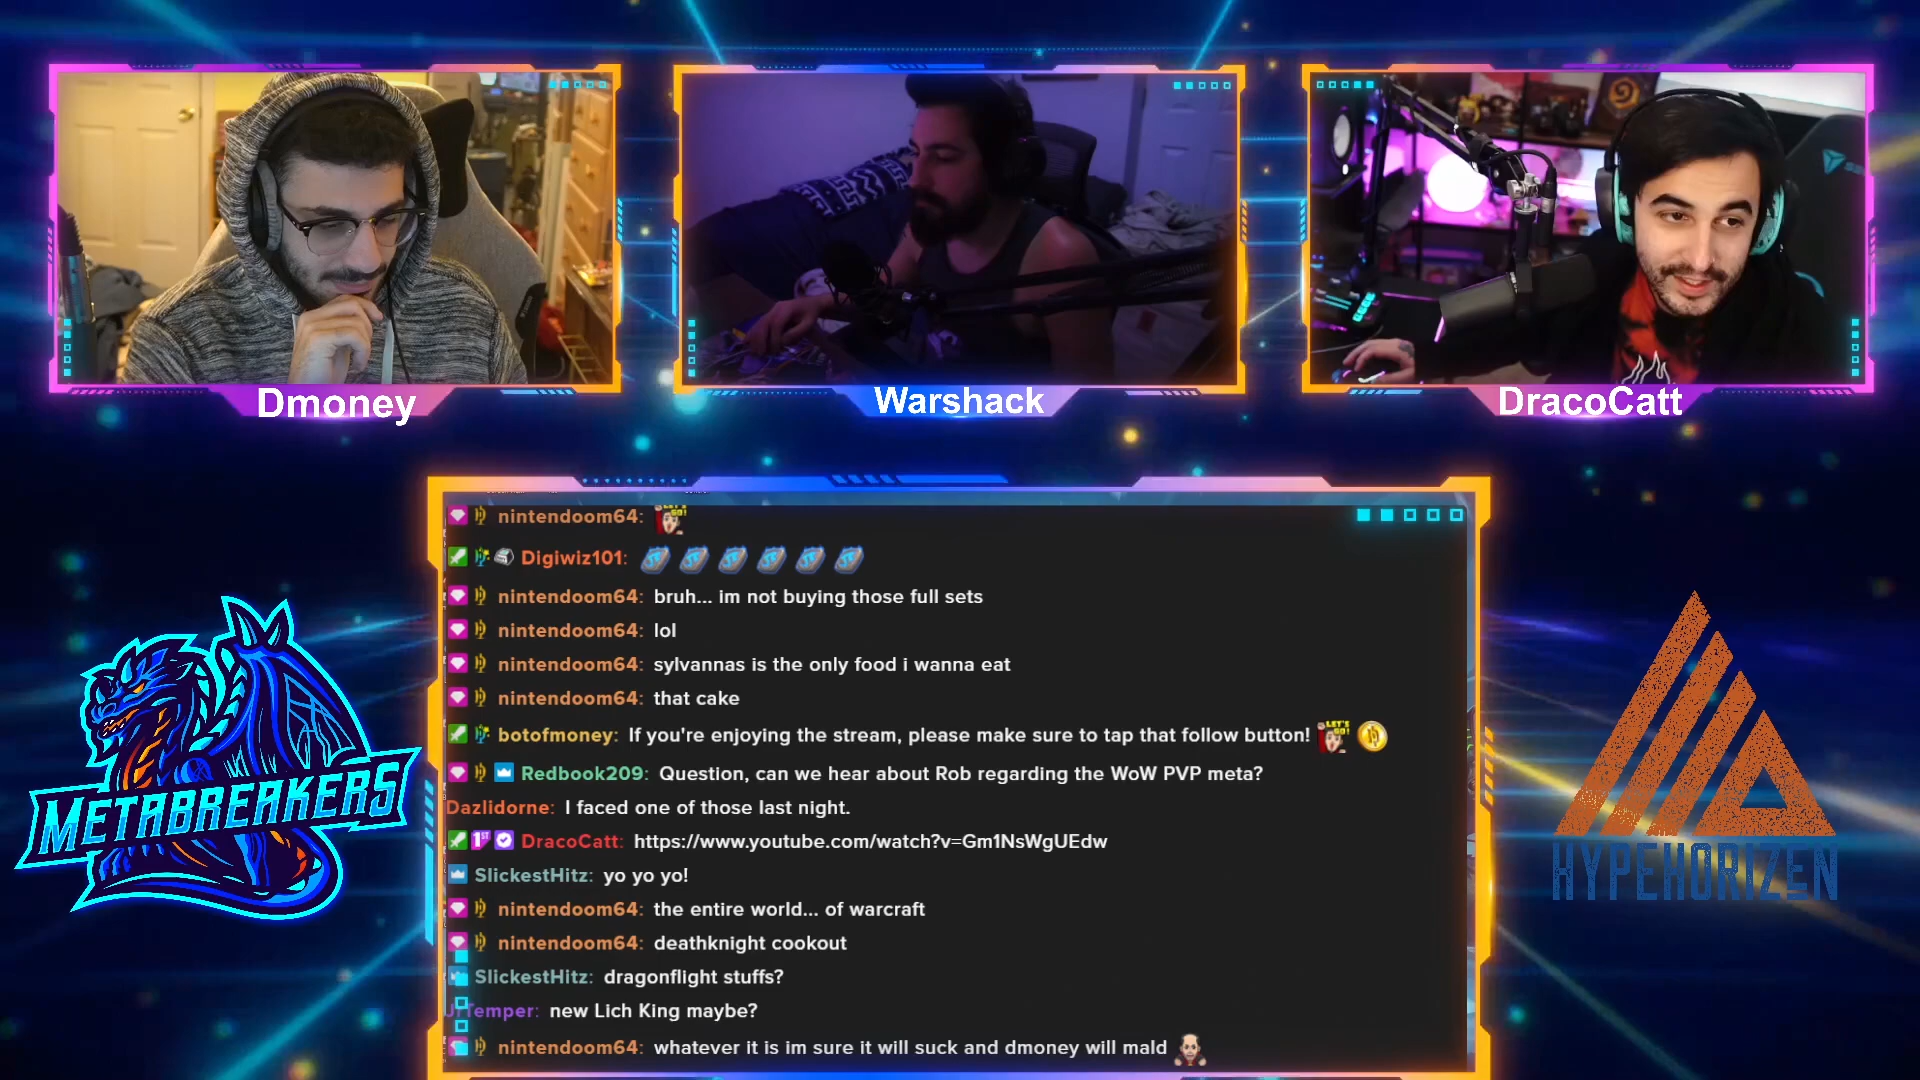 Dmoney
Warshack
DracoCatt
nintendoom64:
Digiwiz101:
nintendoom64: bruh... im not buying those full sets
nintendoom64: lol
nintendoom64: sylvannas is the only food i wanna eat
nintendoom64: that cake
botofmoney: If you're enjoying the stream, please make sure to tap that follow button!
Redbook209: Question, can we hear about Rob regarding the WoW PVP meta?
Dazlidorne: I faced one of those last night.
DracoCatt: https://www.youtube.com/watch?v=Gm1NsWgUEdw
SlickestHitz: yo yo yo!
nintendoom64: the entire world... of warcraft
nintendoom64: deathknight cookout
SlickestHitz: dragonflight stuffs?
Temper: new Lich King maybe?
nintendoom64: whatever it is im sure it will suck and dmoney will mald
METABREAKERS
HYPEHORIZEN